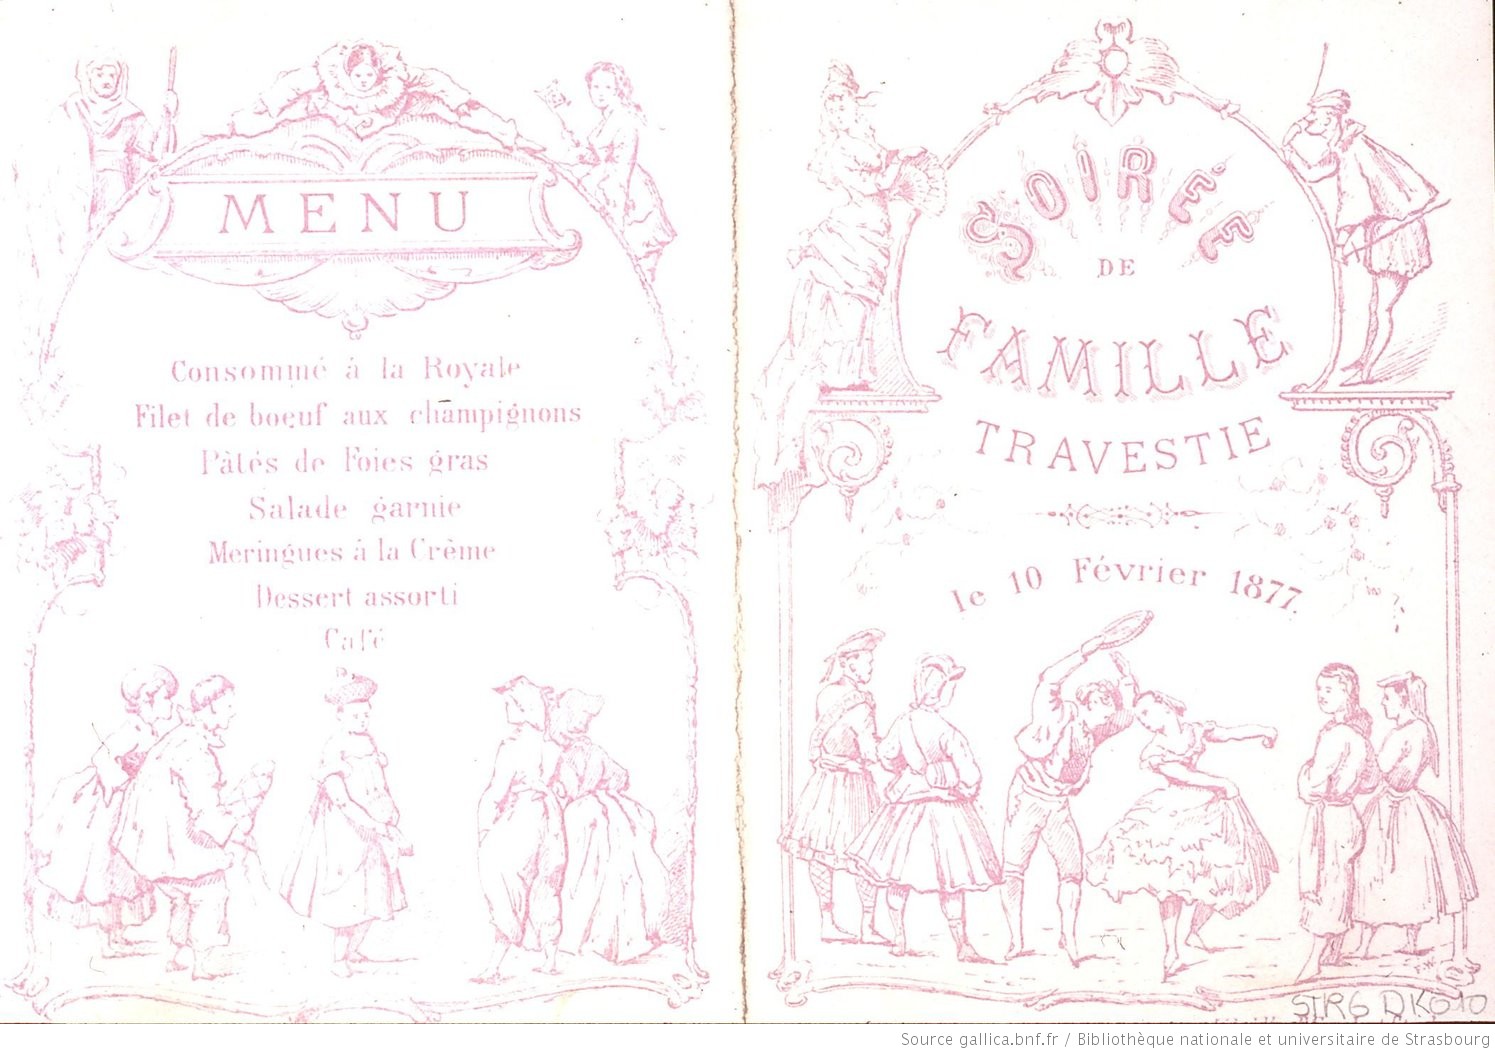 MENU
Consommé à la Royale
Filet de boeuf aux champignons
Pâtés de Foies gras
Salade garnie
Meringues à la Crême
Dessert assorti
Café
SOIRÉE
DE
FAMILLE
TRAVESTIE
le 10 Février 1877.
F.W.
STRG DK010
Source gallica.bnf.fr / Bibliothèque nationale et universitaire de Strasbourg